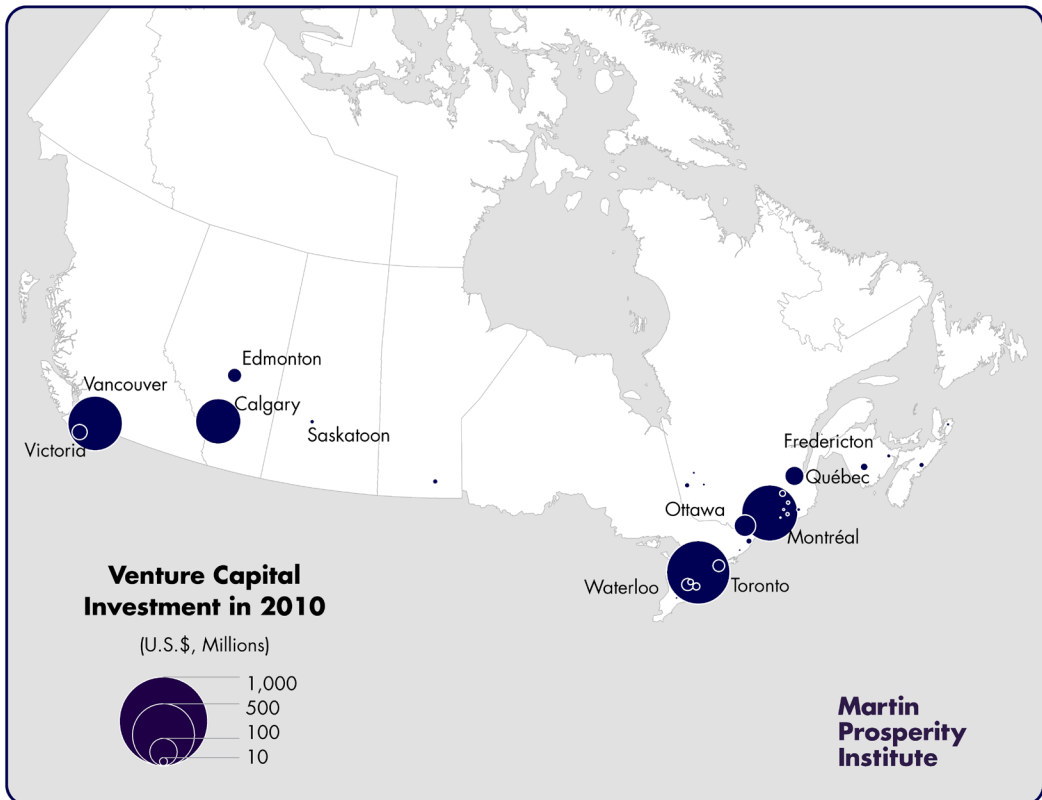 Edmonton
Vancouver
Calgary
Saskatoon
Victoria
Fredericton
Québec
Ottawa
Montréal
Waterloo
Toronto
Venture Capital
Investment in 2010
(U.S.$, Millions)
1,000
500
100
10
Martin
Prosperity
Institute